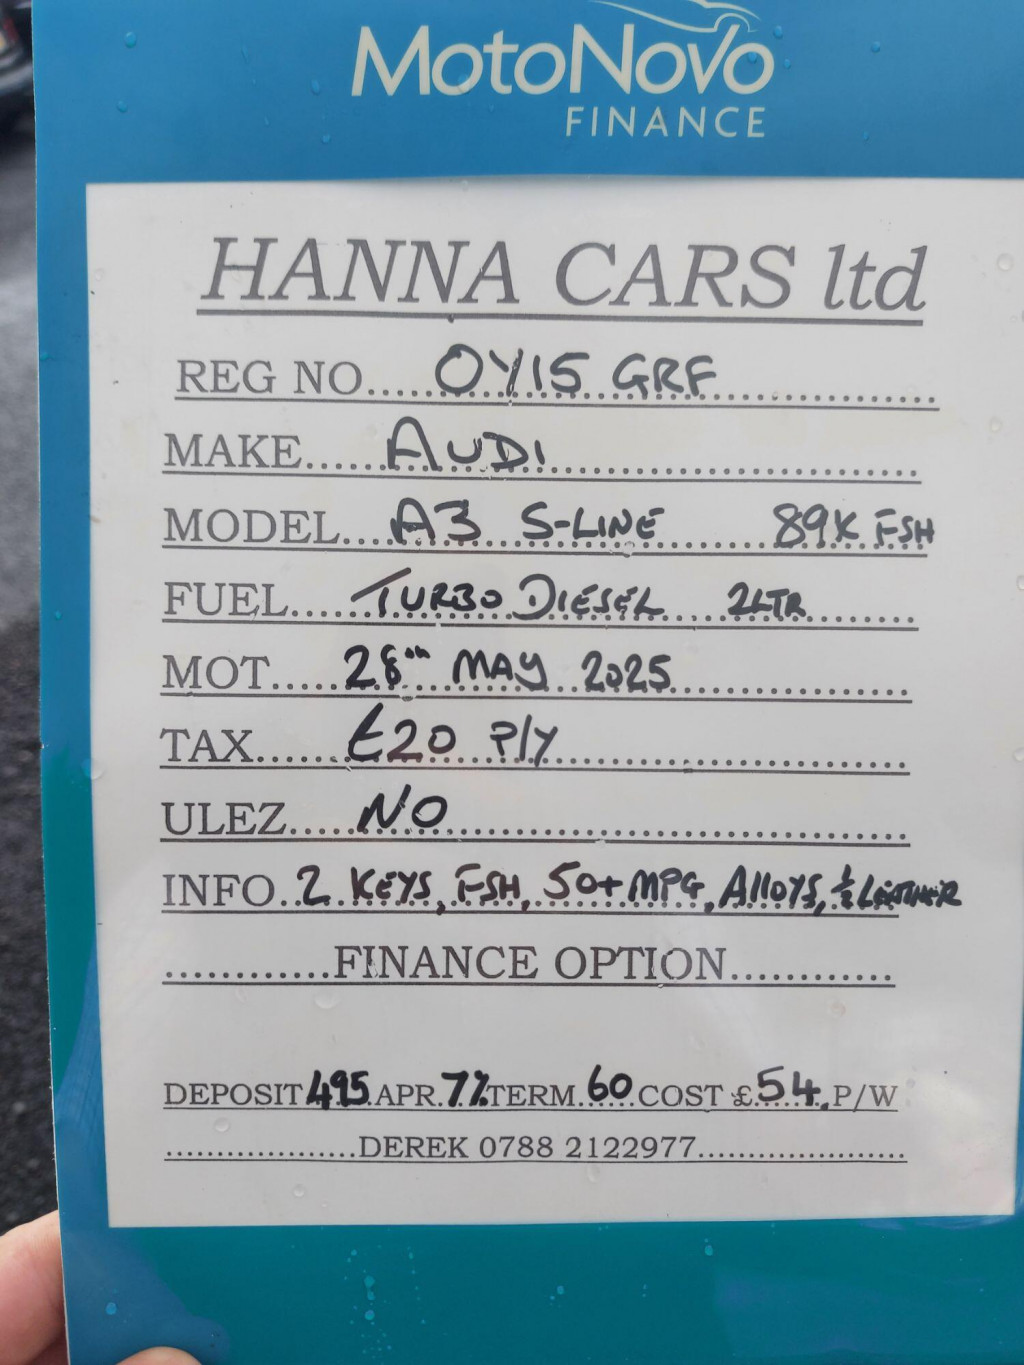 MotoNovo
FINANCE
HANNA CARS ltd
REG NO..... OY15 GRF
MAKE..... AUDI
MODEL.... A3 S-LINE 89K FSH
FUEL...... TURBO DIESEL 2LTR
MOT..... 28TH MAY 2025
TAX...... £20 P/Y
ULEZ..... NO
INFO.. 2 KEYS, FSH, 50+ MPG, Alloys, ½ LEATHER
............FINANCE OPTION............
DEPOSIT 495 APR. 7% TERM. 60 COST £ 54. P/W
...................DEREK 0788 2122977.....................